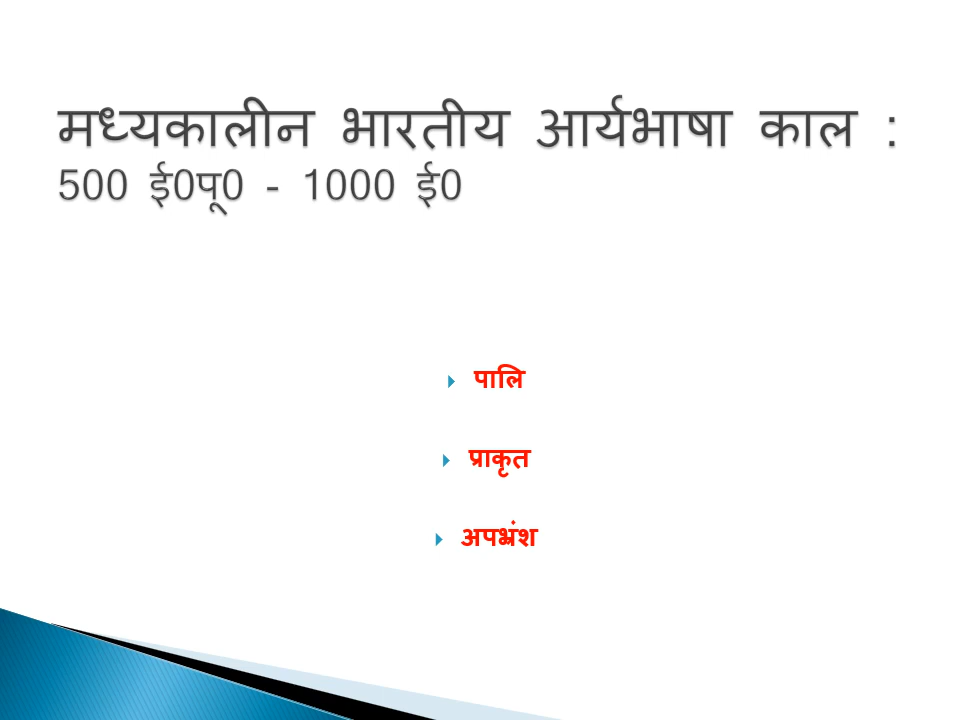 मध्यकालीन भारतीय आर्यभाषा काल :
500 ई0पू0 - 1000 ई0
पालि
प्राकृत
अपभ्रंश